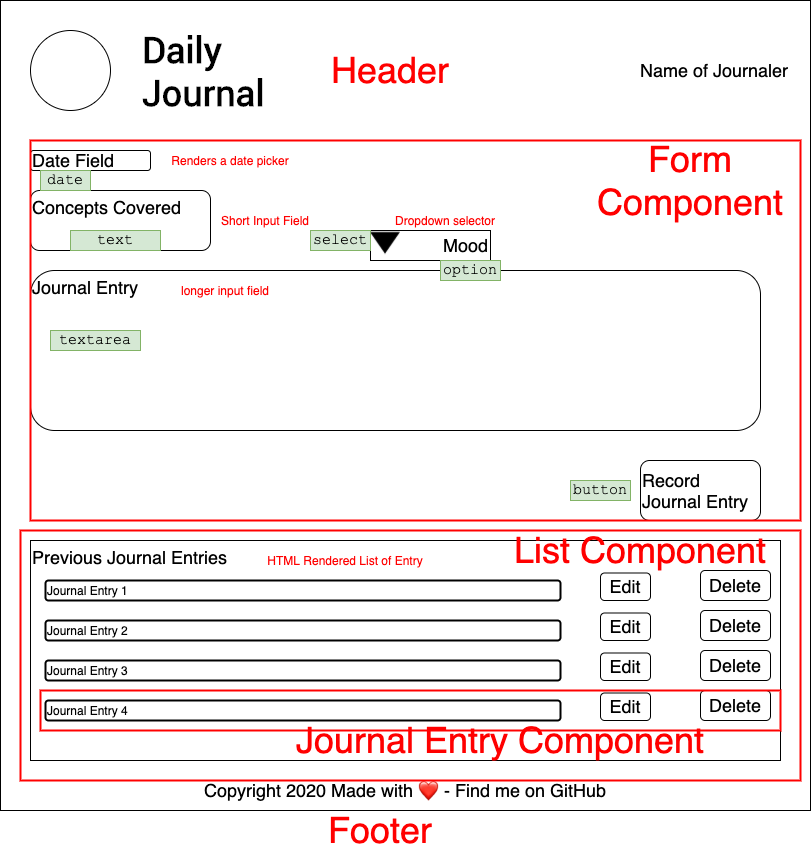 Daily
Journal
Header
Name of Journaler
Form
Component
Date Field
Renders a date picker
date
Concepts Covered
text
Short Input Field
Dropdown selector
select
Mood
option
Journal Entry
longer input field
textarea
button
Record
Journal Entry
List Component
Previous Journal Entries
HTML Rendered List of Entry
Journal Entry 1
Edit
Delete
Journal Entry 2
Edit
Delete
Journal Entry 3
Edit
Delete
Journal Entry 4
Edit
Delete
Journal Entry Component
Copyright 2020 Made with ❤️ - Find me on GitHub
Footer